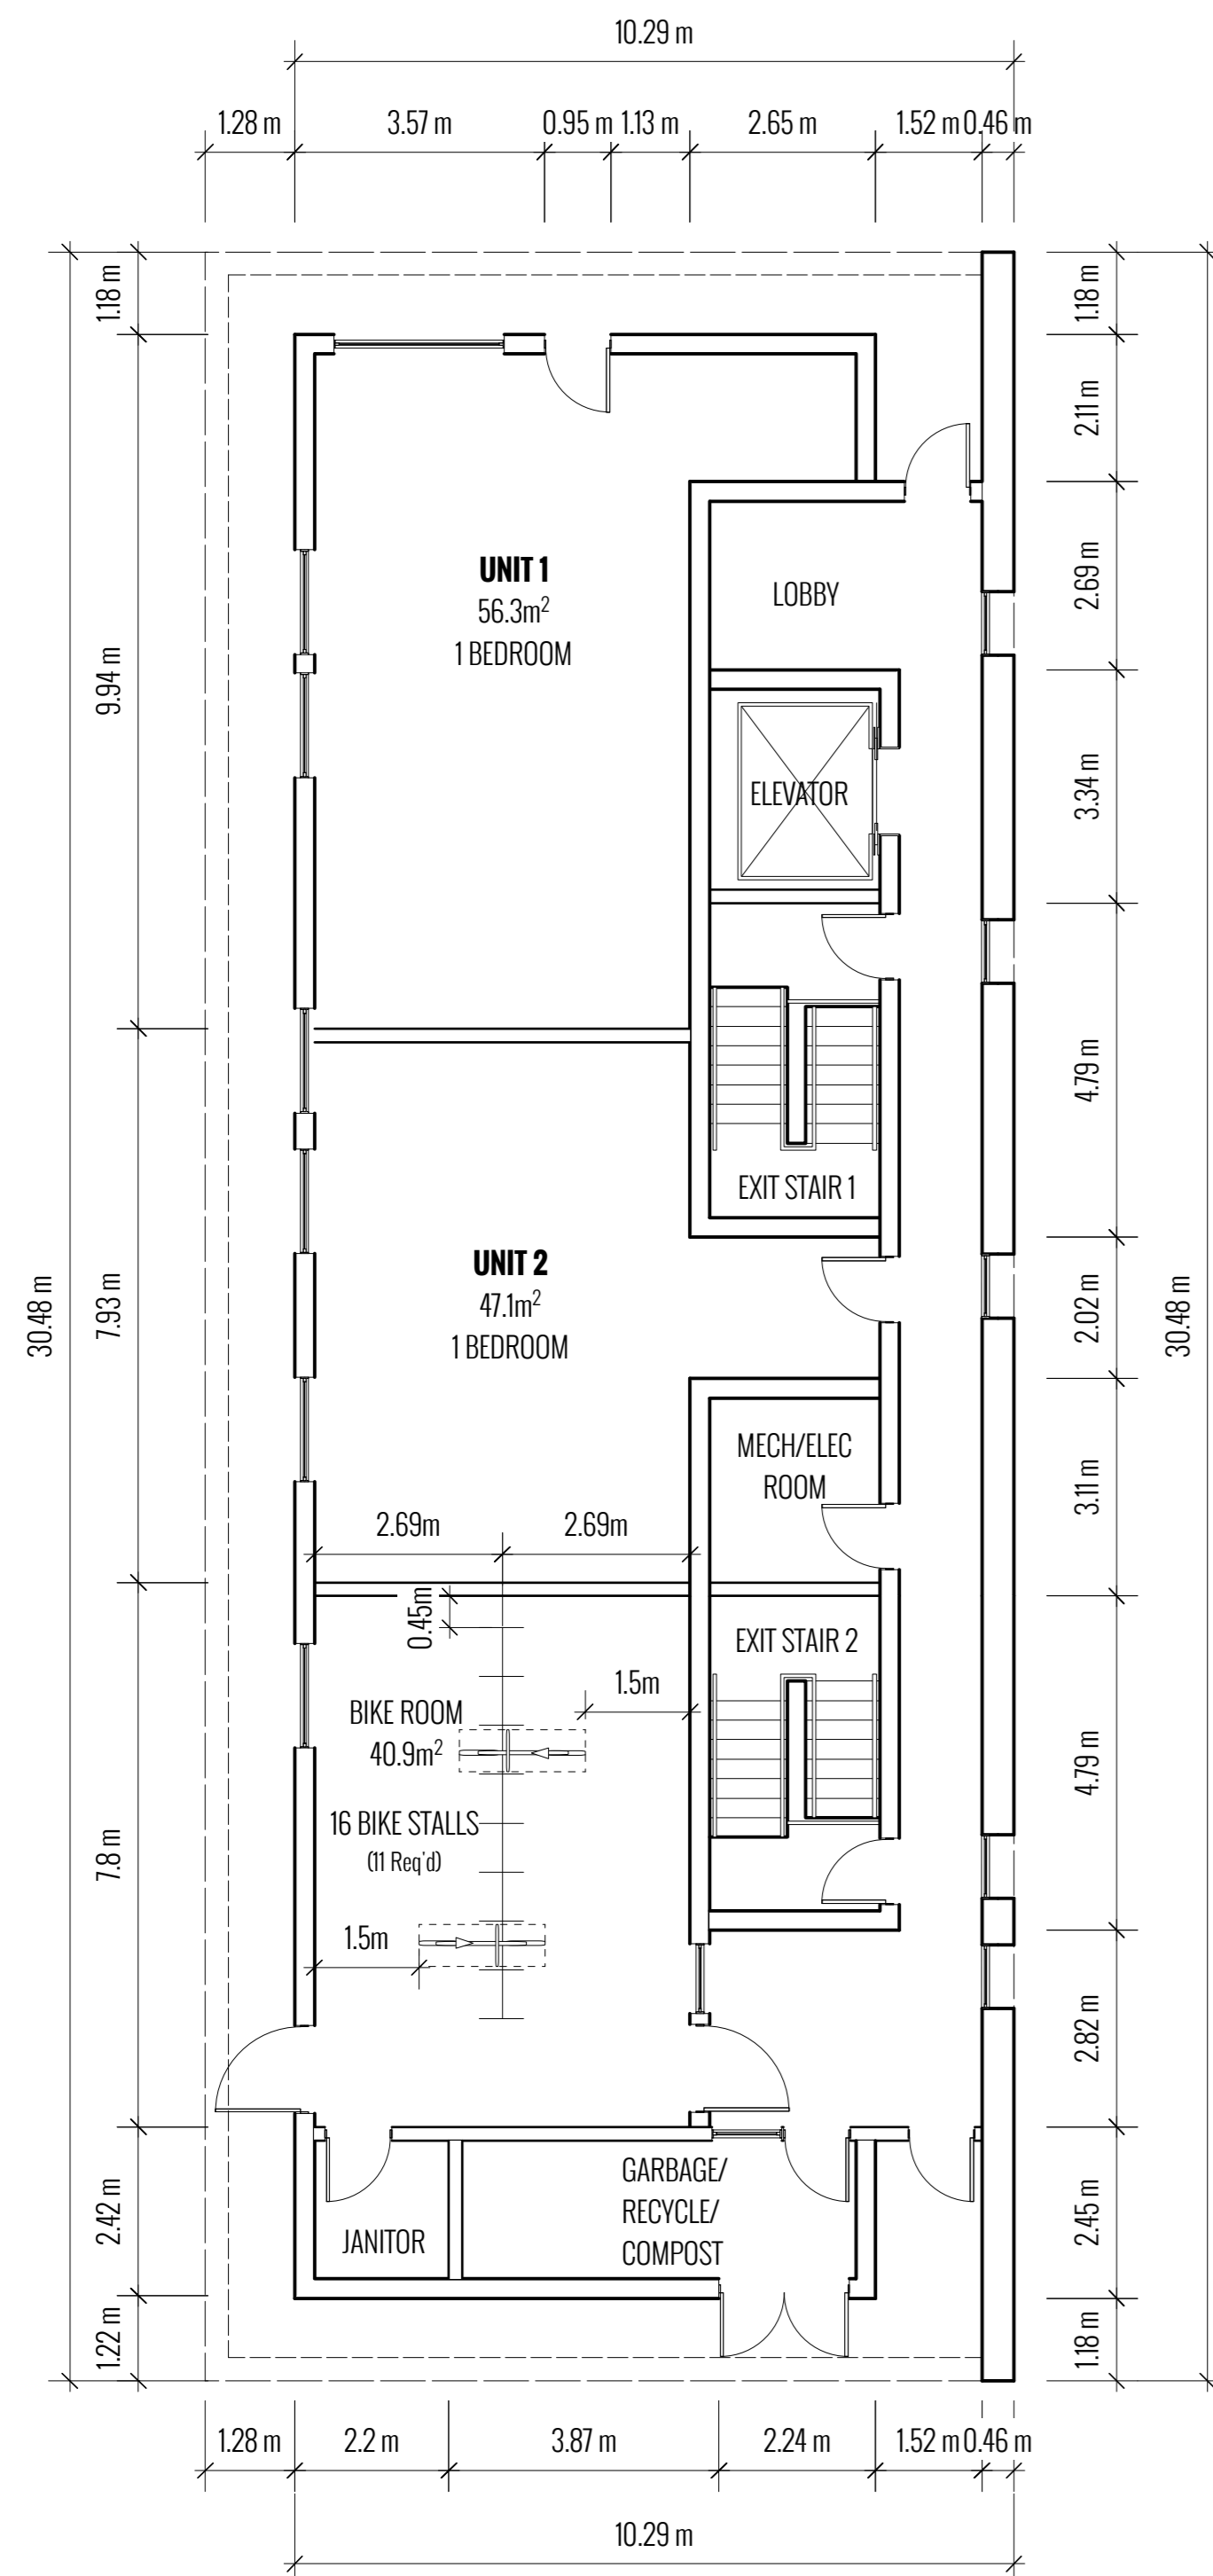 10.29 m
1.28 m
3.57 m
0.95 m
1.13 m
2.65 m
1.52 m
0.46 m
1.18 m
1.18 m
2.11 m
UNIT 1
56.3m²
1 BEDROOM
LOBBY
2.69 m
9.94 m
ELEVATOR
3.34 m
4.79 m
EXIT STAIR 1
UNIT 2
47.1m²
1 BEDROOM
30.48 m
7.93 m
2.02 m
30.48 m
MECH/ELEC
ROOM
3.11 m
2.69m
2.69m
0.45m
EXIT STAIR 2
1.5m
BIKE ROOM
40.9m²
16 BIKE STALLS
(11 Req'd)
4.79 m
7.8 m
1.5m
2.82 m
GARBAGE/
RECYCLE/
COMPOST
JANITOR
2.42 m
2.45 m
1.22 m
1.18 m
1.28 m
2.2 m
3.87 m
2.24 m
1.52 m
0.46 m
10.29 m